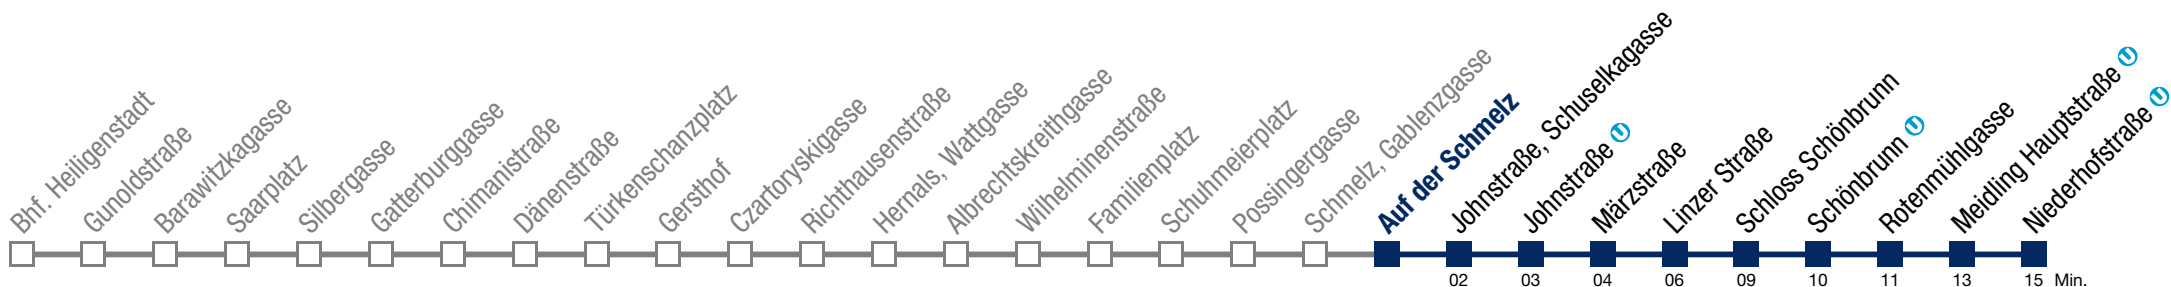 Bhf. Heiligenstadt
Gunoldstraße
Barawitzkagasse
Saarplatz
Silbergasse
Gatterburggasse
Chimanistraße
Dänenstraße
Türkenschanzplatz
Gersthof
Czartoryskigasse
Richthausenstraße
Hernals, Wattgasse
Albrechtskreithgasse
Wilhelminenstraße
Familienplatz
Schuhmeierplatz
Possingergasse
Schmelz, Gablenzgasse
Auf der Schmelz
Johnstraße, Schuselkagasse
Johnstraße U
Märzstraße
Linzer Straße
Schloss Schönbrunn
Schönbrunn U
Rotenmühlgasse
Meidling Hauptstraße U
Niederhofstraße U
02 03 04 06 09 10 11 13 15 Min.